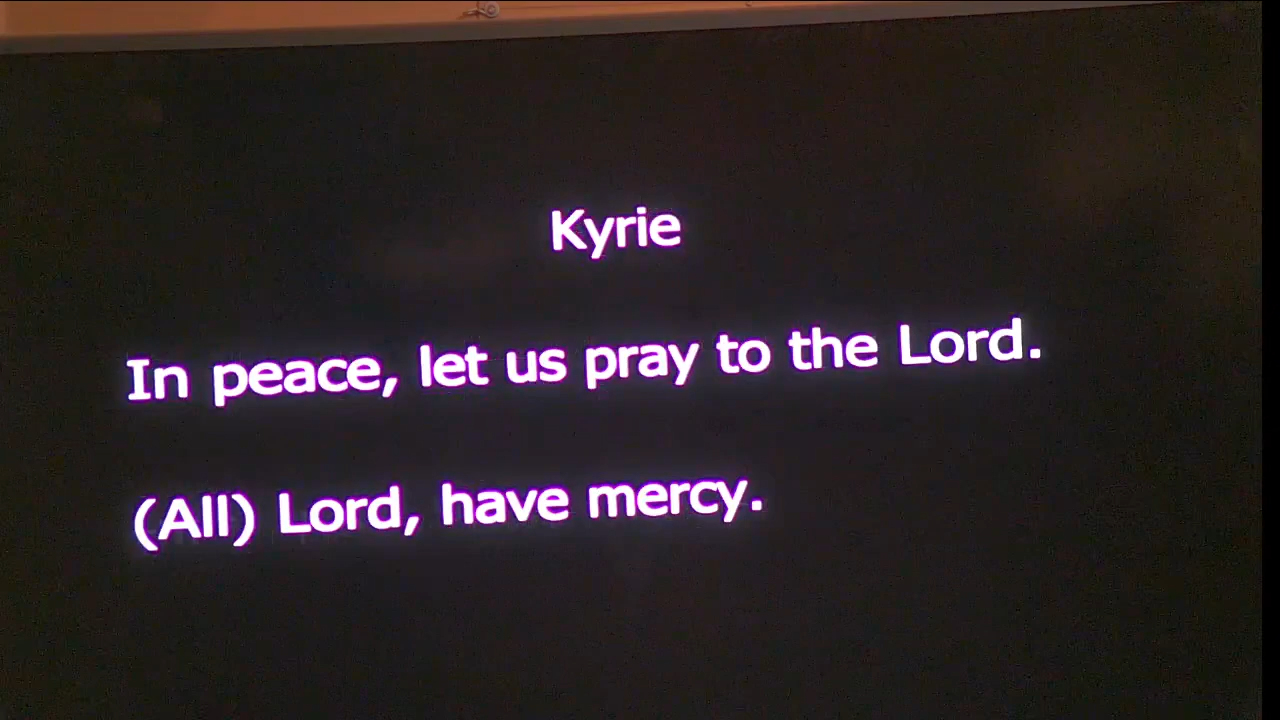 Kyrie
In peace, let us pray to the Lord.
(All) Lord, have mercy.